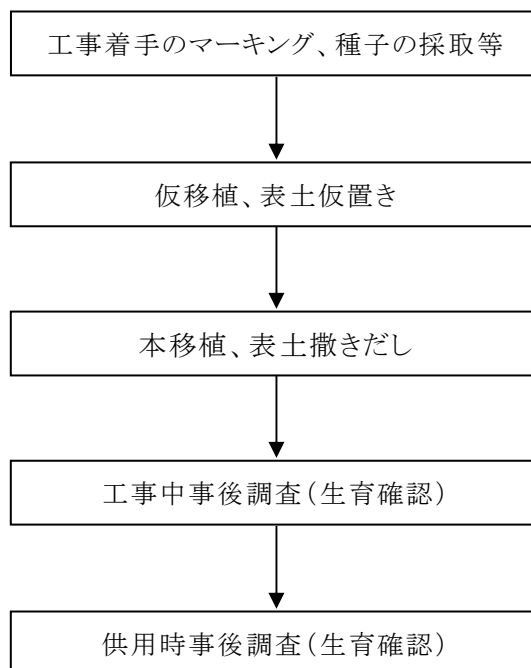 工事着手のマーキング、種子の採取等
仮移植、表土仮置き
本移植、表土撒きだし
工事中事後調査（生育確認）
供用時事後調査（生育確認）